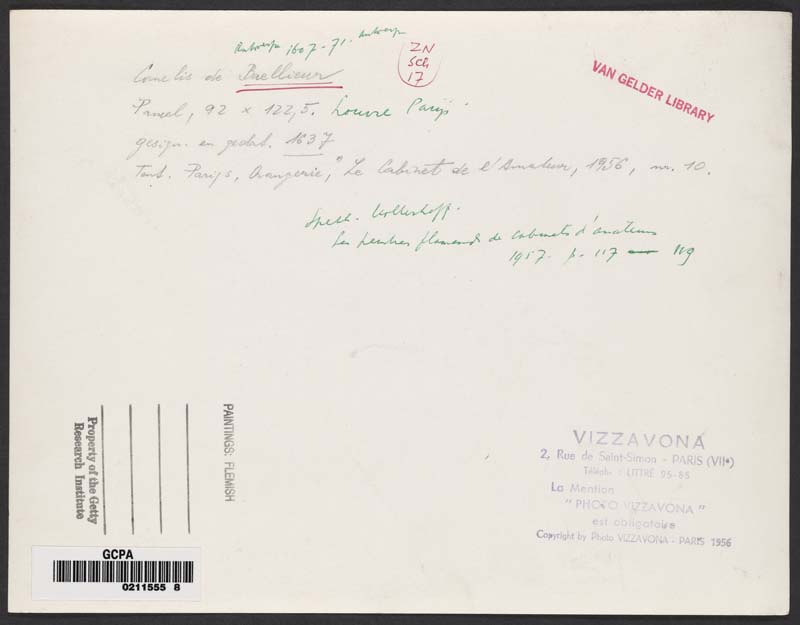 Antwerp 1607-71. Antwerp
ZN
SCh
17
Cornelis de Baellieur
VAN GELDER LIBRARY
Paneel, 92 x 122,5. Louvre Parijs.
gesign. en gedat. 1637
Tent. Parijs, Orangerie, "Le Cabinet de l'Amateur, 1956, nr. 10.
Speth-Holterhoff.
Les peintres flamands de cabinets d'amateurs
1957. p. 117 — 119
PAINTINGS: FLEMISH
Property of the Getty
Research Institute
GCPA
0211555 8
VIZZAVONA
2, Rue de Saint-Simon - PARIS (VIIe)
Téléph. : LITTRÉ 95-85
La Mention
"PHOTO VIZZAVONA"
est obligatoire
Copyright by Photo VIZZAVONA - PARIS 1956